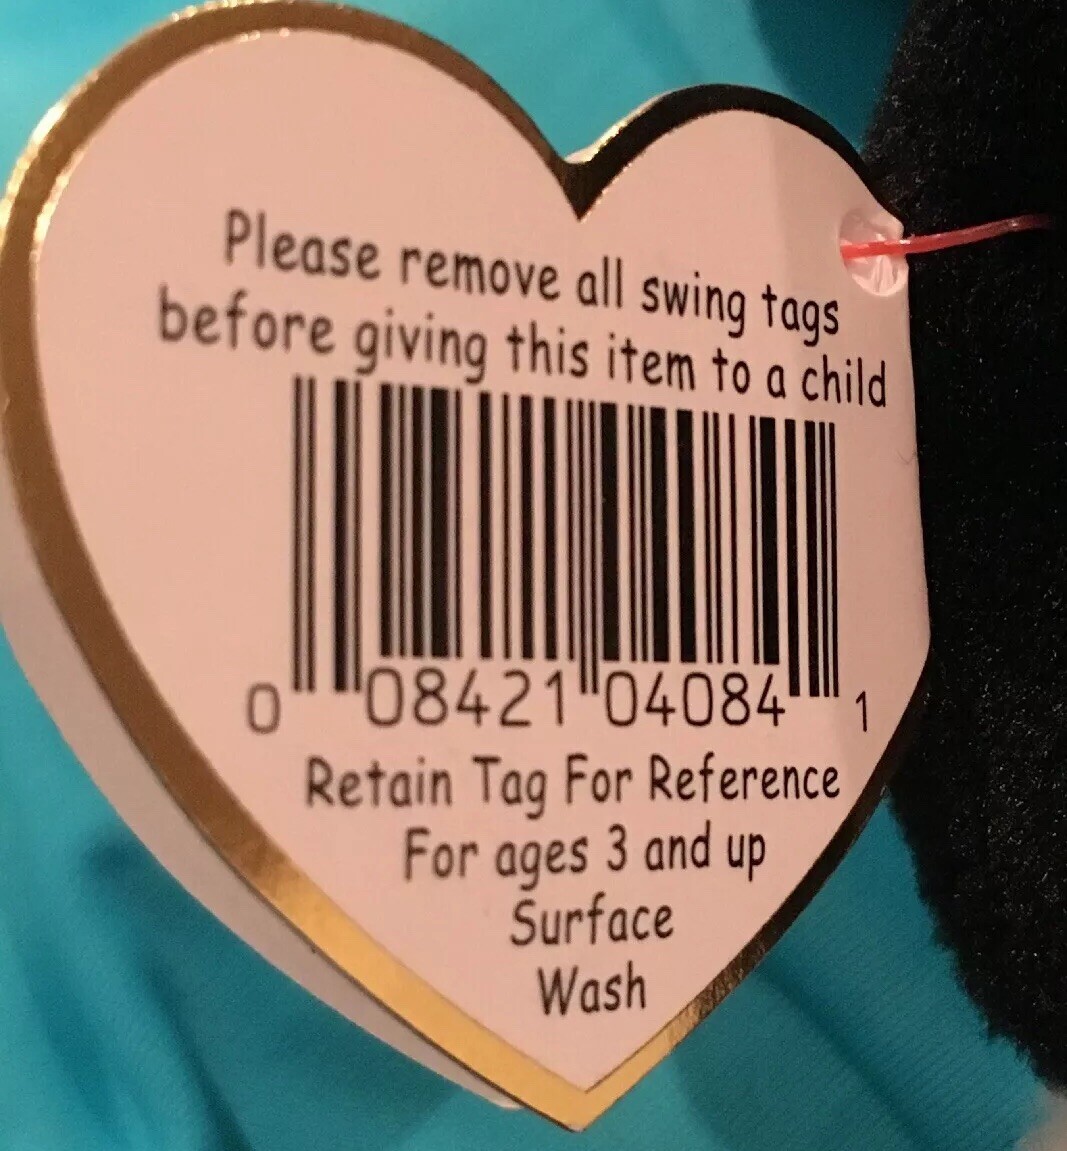 Please remove all swing tags
before giving this item to a child
0 08421 04084 1
Retain Tag For Reference
For ages 3 and up
Surface
Wash